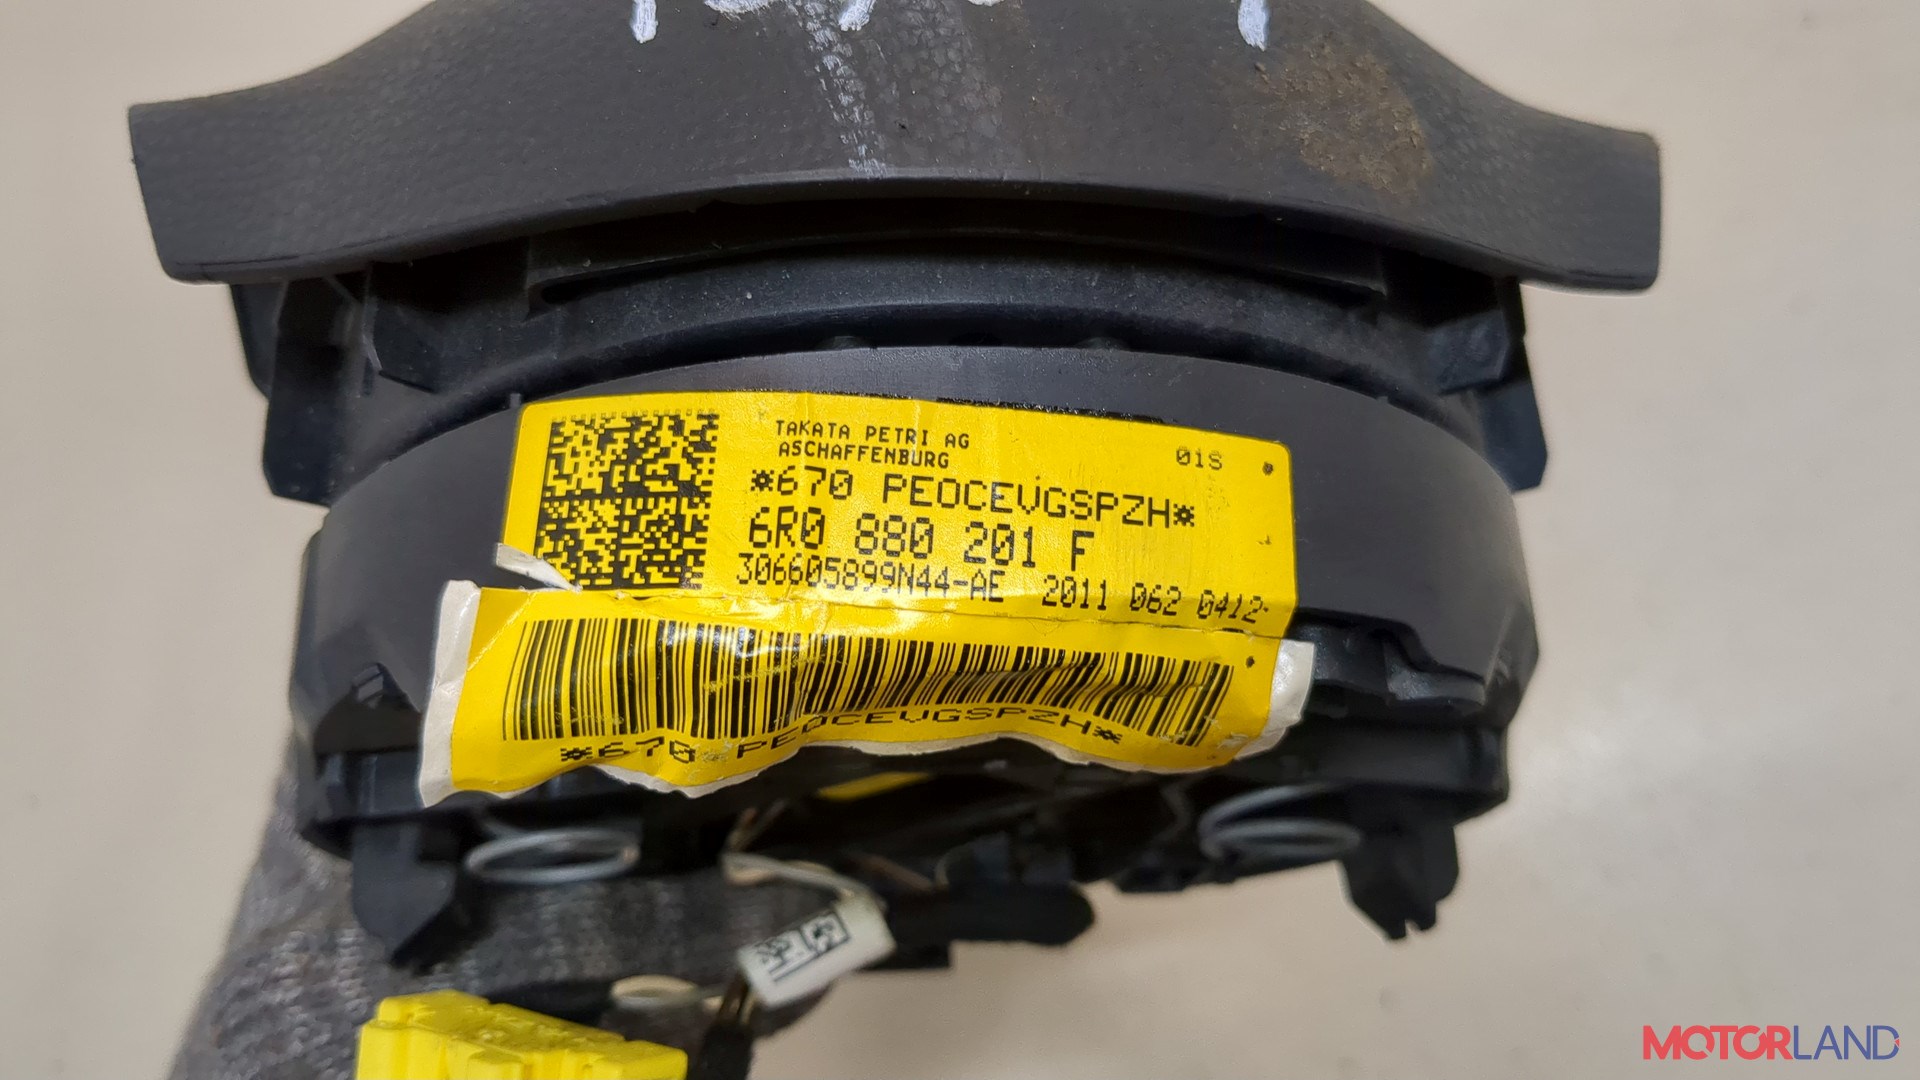 TAKATA PETRI AG
ASCHAFFENBURG
01S
*670 PEOCEVGSPZH*
6R0 880 201 F
306605899N44-AE 2011 062 0412-
*670 PEOCEVGSPZH*
MOTORLAND